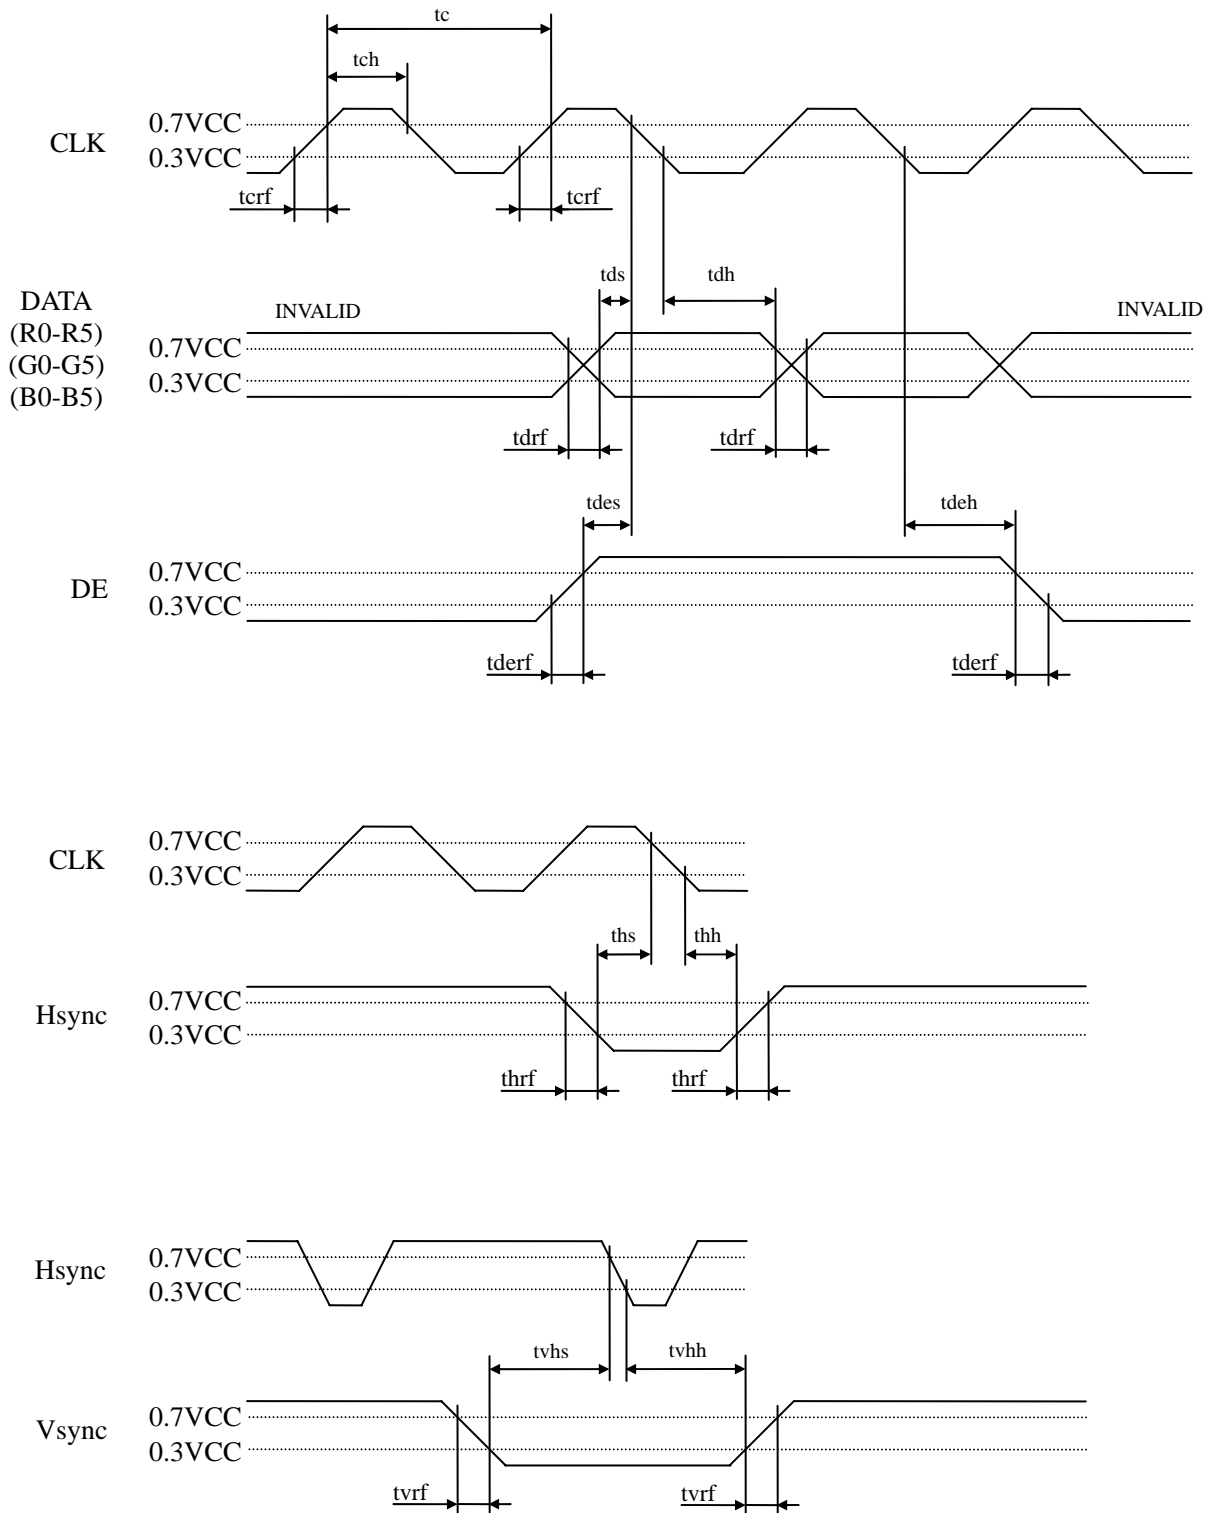 tc
tch
0.7VCC
CLK
0.3VCC
tcrf
tcrf
tds
tdh
DATA
INVALID
INVALID
(R0-R5)
0.7VCC
(G0-G5)
0.3VCC
(B0-B5)
tdrf
tdrf
tdes
tdeh
0.7VCC
DE
0.3VCC
tderf
tderf
0.7VCC
CLK
0.3VCC
ths
thh
0.7VCC
Hsync
0.3VCC
thrf
thrf
0.7VCC
Hsync
0.3VCC
tvhs
tvhh
0.7VCC
Vsync
0.3VCC
tvrf
tvrf